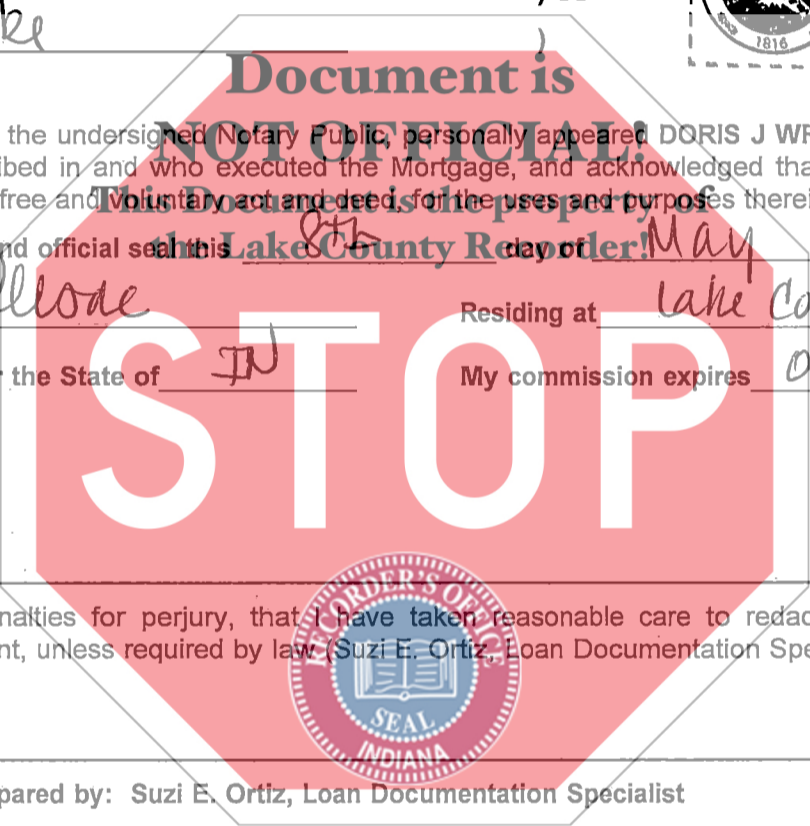 1816
Document is
the undersigned Notary Public, personally appeared DORIS J WR
NOT OFFICIAL!
ibed in and who executed the Mortgage, and acknowledged tha
free and voluntary act and deed, for the uses and purposes therei
This Document is the property of
nd official seal this 8th day of May
the Lake County Recorder!
Residing at Lake Co
the State of IN My commission expires
STOP
nalties for perjury, that I have taken reasonable care to redac
nt, unless required by law (Suzi E. Ortiz, Loan Documentation Spe
RECORDER'S OFFICE
SEAL
INDIANA
pared by: Suzi E. Ortiz, Loan Documentation Specialist